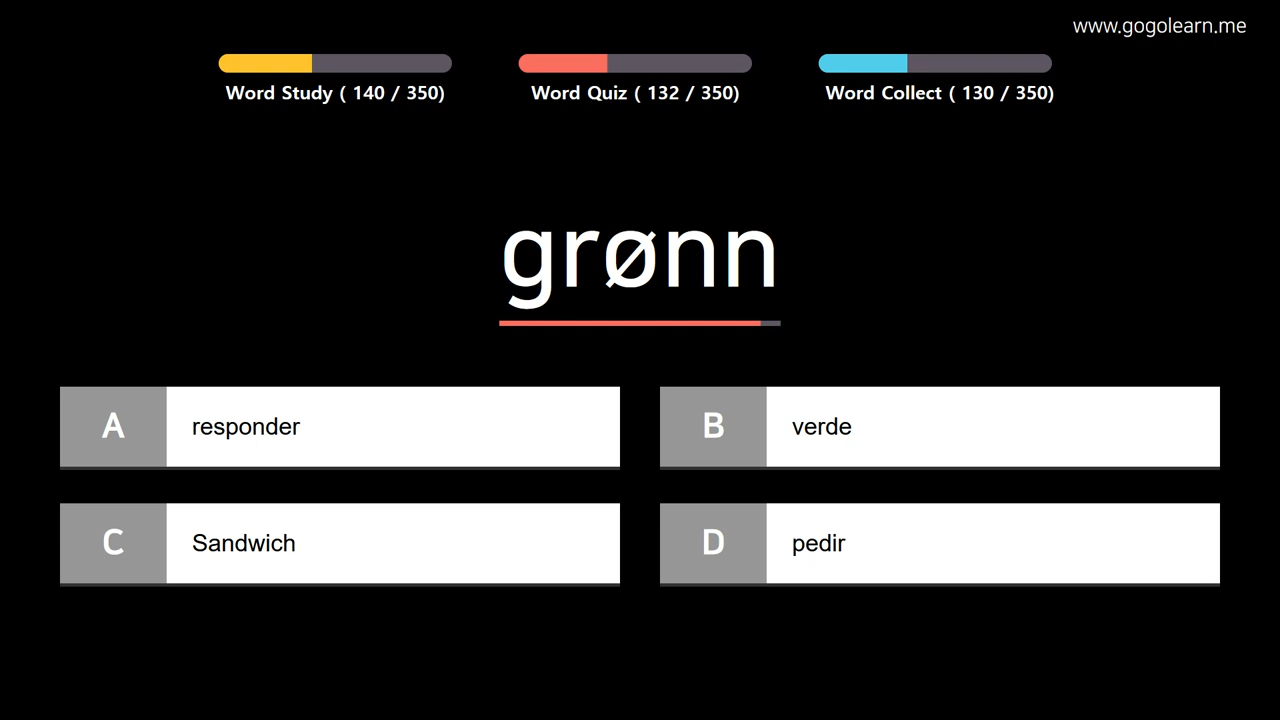 www.gogolearn.me
Word Study ( 140 / 350)
Word Quiz ( 132 / 350)
Word Collect ( 130 / 350)
grønn
A responder
B verde
C Sandwich
D pedir